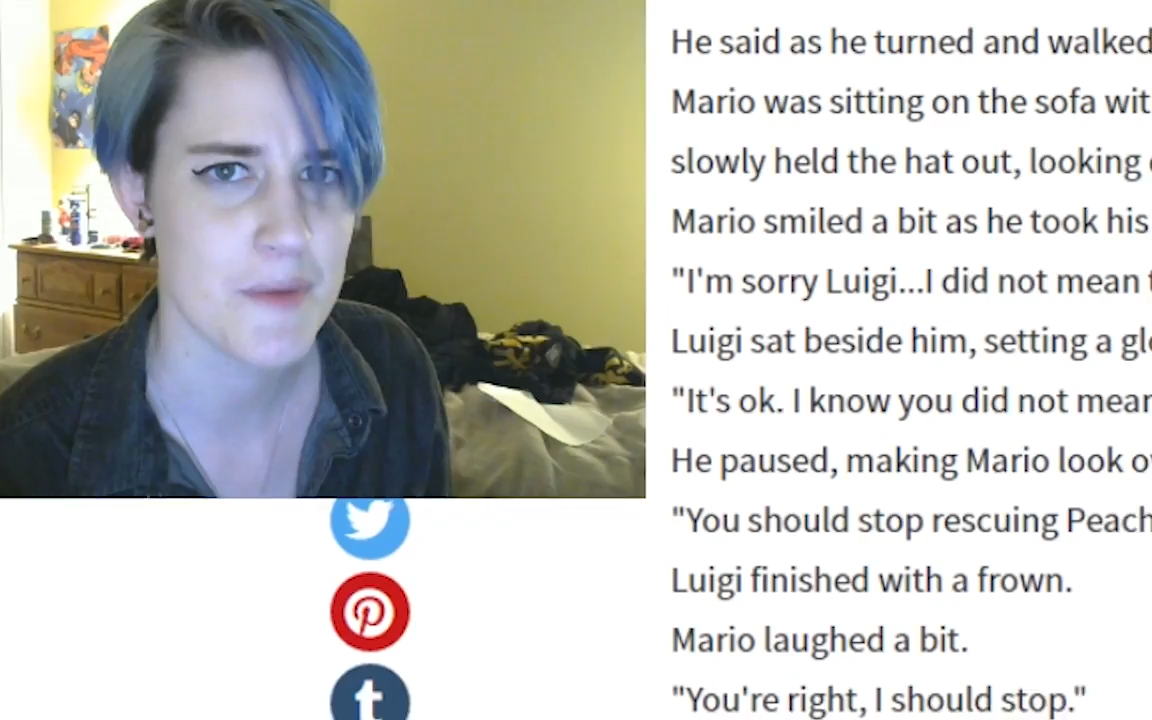 He said as he turned and walked
Mario was sitting on the sofa wit
slowly held the hat out, looking
Mario smiled a bit as he took his
"I'm sorry Luigi...I did not mean
Luigi sat beside him, setting a
"It's ok. I know you did not mean
He paused, making Mario look
"You should stop rescuing Peach
Luigi finished with a frown.
Mario laughed a bit.
"You're right, I should stop."